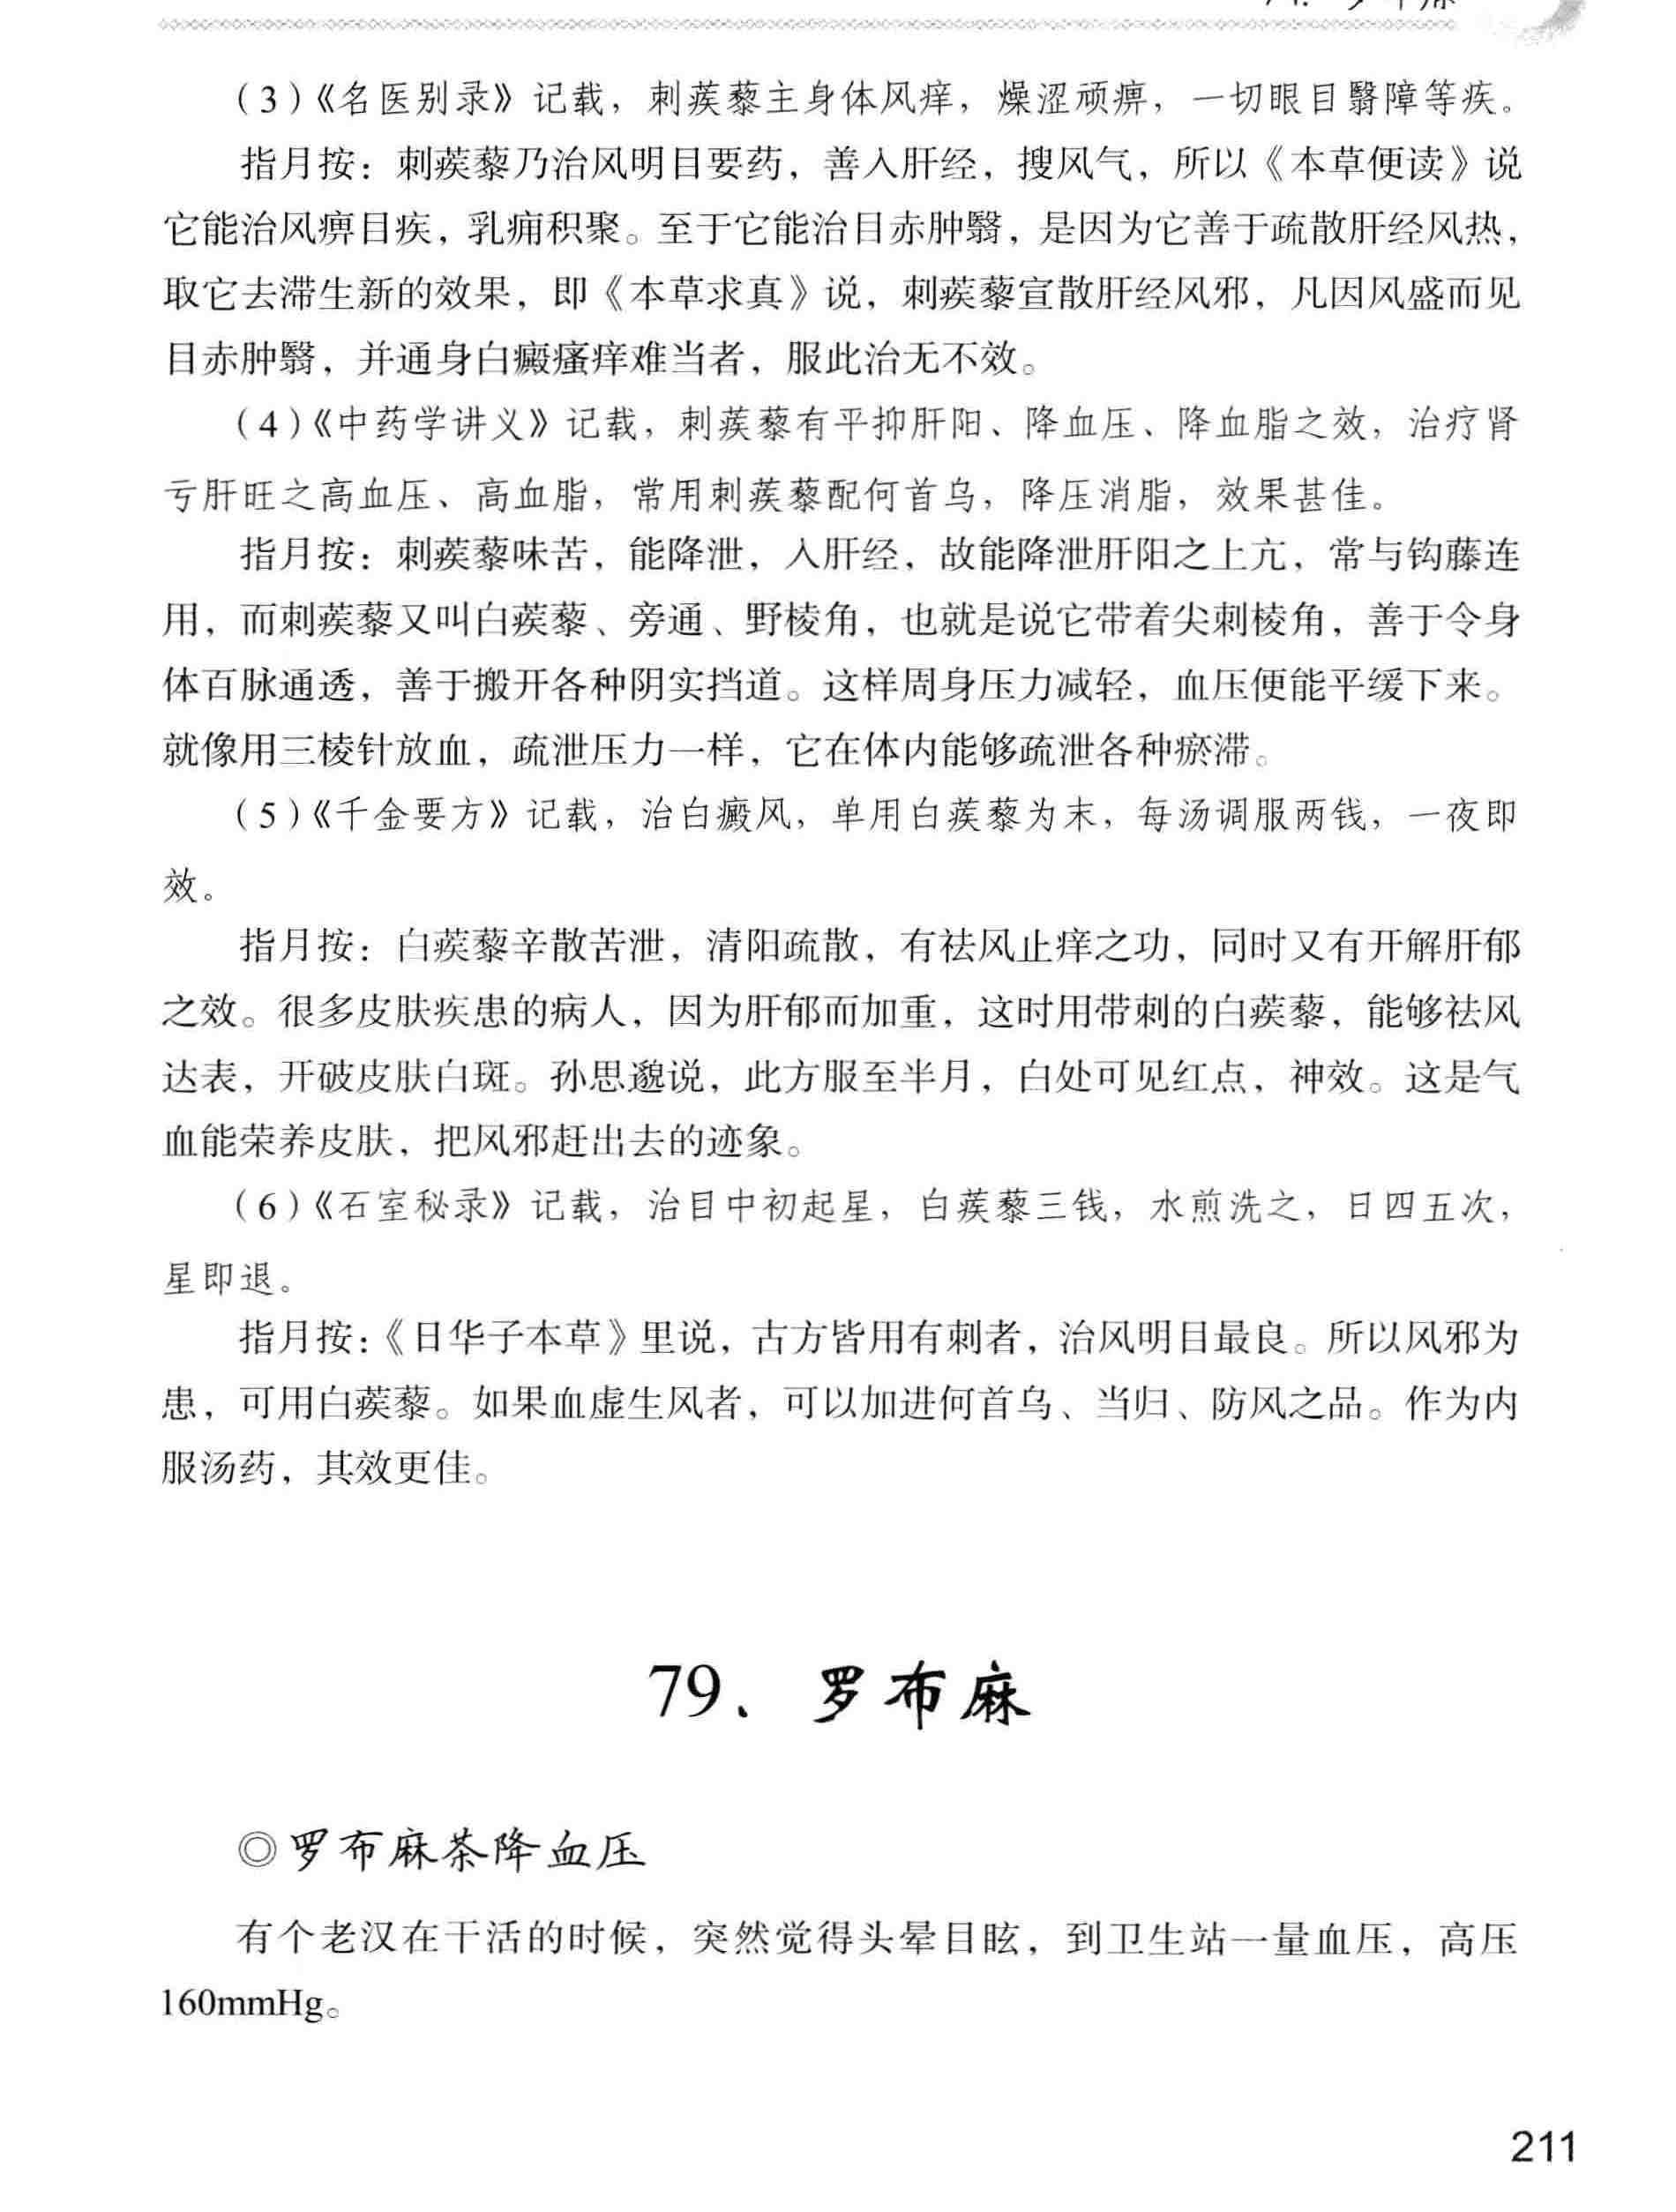 (3)《名医别录》记载，刺蒺藜主身体风痒，燥涩顽痹，一切眼目翳障等疾。
指月按：刺蒺藜乃治风明目要药，善入肝经，搜风气，所以《本草便读》说
它能治风痹目疾，乳痈积聚。至于它能治目赤肿翳，是因为它善于疏散肝经风热，
取它去滞生新的效果，即《本草求真》说，刺蒺藜宣散肝经风邪，凡因风盛而见
目赤肿翳，并通身白癜瘙痒难当者，服此治无不效。
(4)《中药学讲义》记载，刺蒺藜有平抑肝阳、降血压、降血脂之效，治疗肾
亏肝旺之高血压、高血脂，常用刺蒺藜配何首乌，降压消脂，效果甚佳。
指月按：刺蒺藜味苦，能降泄，入肝经，故能降泄肝阳之上亢，常与钩藤连
用，而刺蒺藜又叫白蒺藜、旁通、野棱角，也就是说它带着尖刺棱角，善于令身
体百脉通透，善于搬开各种阴实挡道。这样周身压力减轻，血压便能平缓下来。
就像用三棱针放血，疏泄压力一样，它在体内能够疏泄各种瘀滞。
(5)《千金要方》记载，治白癜风，单用白蒺藜为末，每汤调服两钱，一夜即
效。
指月按：白蒺藜辛散苦泄，清阳疏散，有祛风止痒之功，同时又有开解肝郁
之效。很多皮肤疾患的病人，因为肝郁而加重，这时用带刺的白蒺藜，能够祛风
达表，开破皮肤白斑。孙思邈说，此方服至半月，白处可见红点，神效。这是气
血能荣养皮肤，把风邪赶出去的迹象。
(6)《石室秘录》记载，治目中初起星，白蒺藜三钱，水煎洗之，日四五次，
星即退。
指月按：《日华子本草》里说，古方皆用有刺者，治风明目最良。所以风邪为
患，可用白蒺藜。如果血虚生风者，可以加进何首乌、当归、防风之品。作为内
服汤药，其效更佳。
79、罗布麻
◎罗布麻茶降血压
有个老汉在干活的时候，突然觉得头晕目眩，到卫生站一量血压，高压
160mmHg。
211